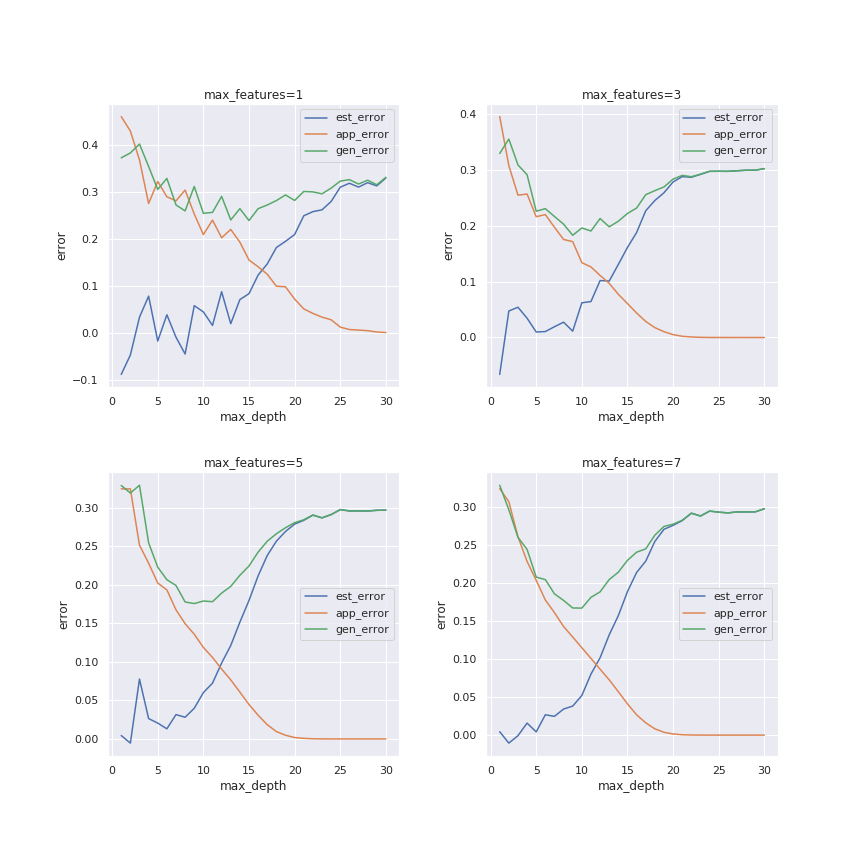 max_features=1
error
0.4
0.3
0.2
0.1
0.0
−0.1
est_error
app_error
gen_error
0 5 10 15 20 25 30
max_depth
max_features=3
error
0.4
0.3
0.2
0.1
0.0
est_error
app_error
gen_error
0 5 10 15 20 25 30
max_depth
max_features=5
error
0.30
0.25
0.20
0.15
0.10
0.05
0.00
est_error
app_error
gen_error
0 5 10 15 20 25 30
max_depth
max_features=7
error
0.30
0.25
0.20
0.15
0.10
0.05
0.00
est_error
app_error
gen_error
0 5 10 15 20 25 30
max_depth